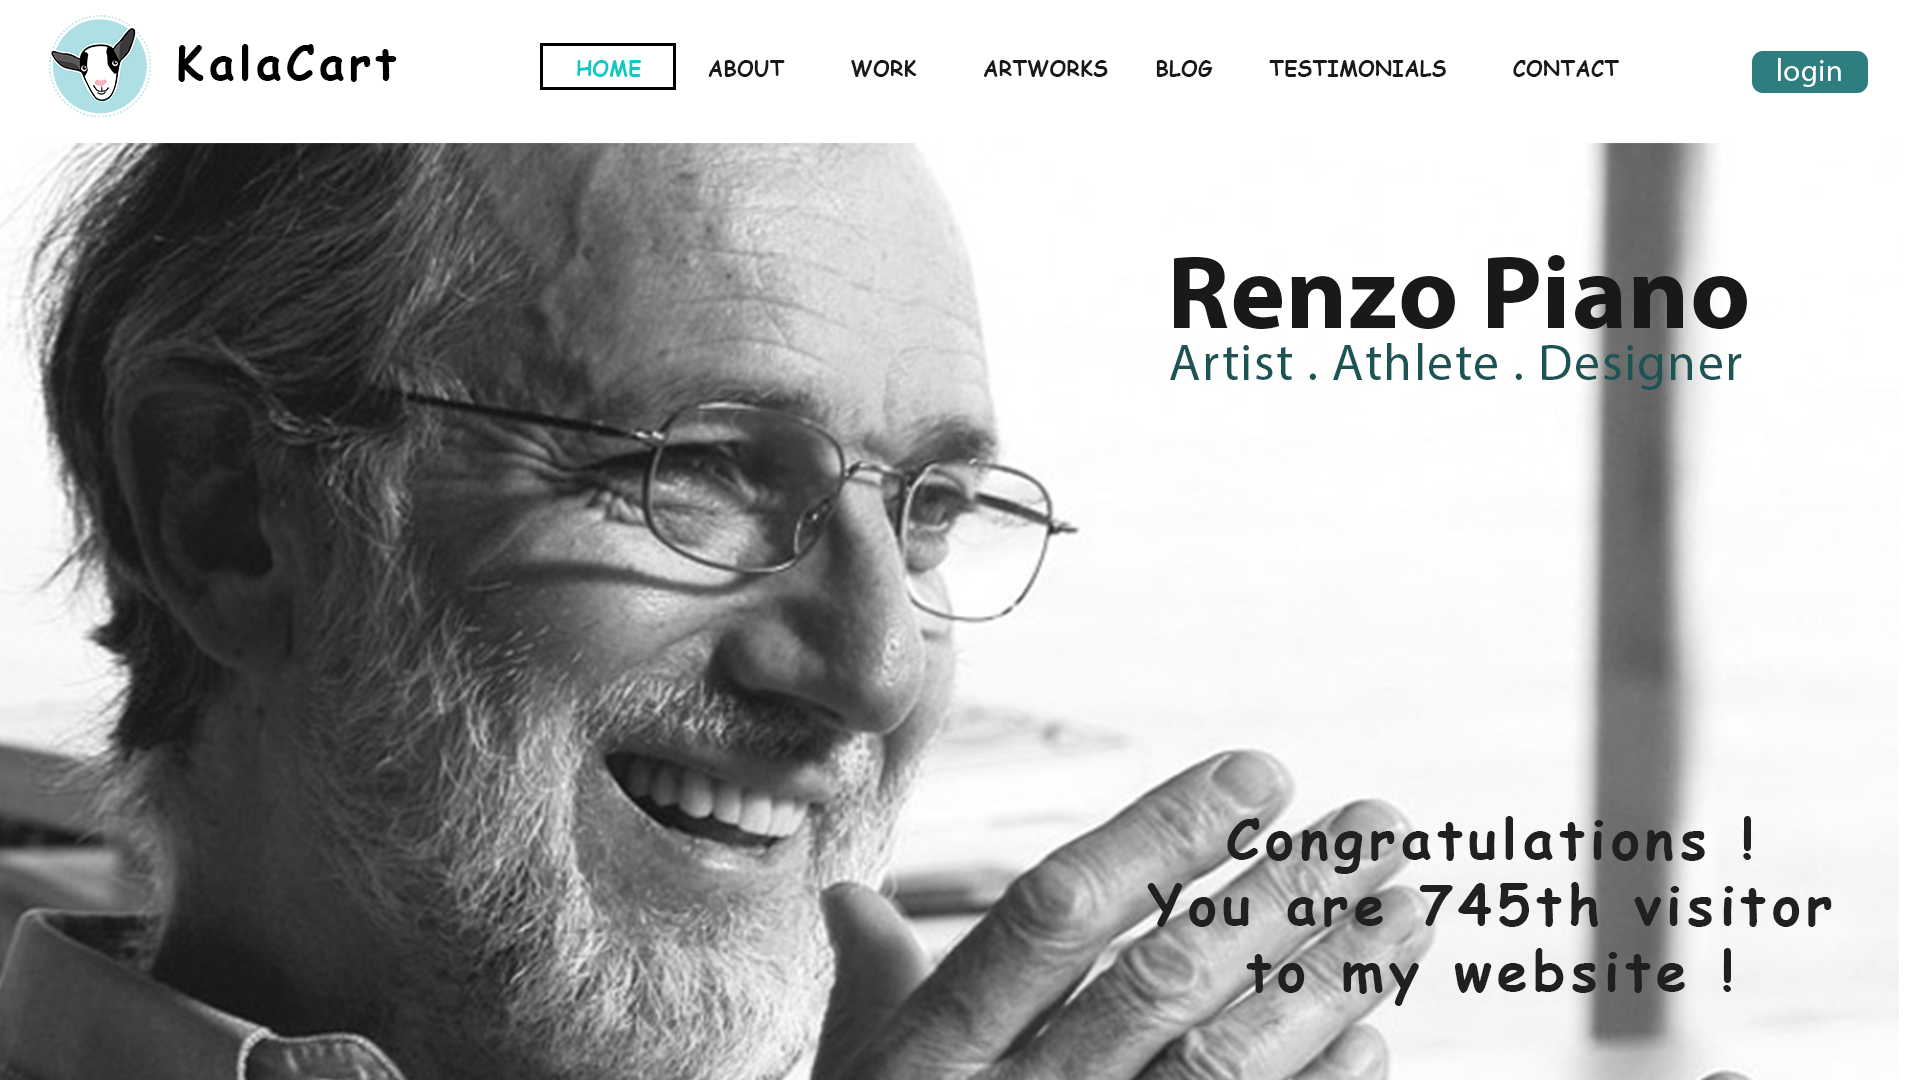 KalaCart
HOME
ABOUT
WORK
ARTWORKS
BLOG
TESTIMONIALS
CONTACT
login
Renzo Piano
Artist . Athlete . Designer
Congratulations !
You are 745th visitor
to my website !